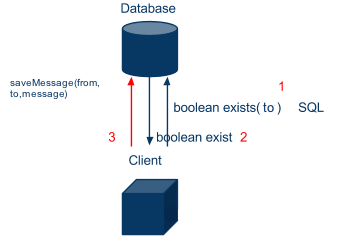 Database
saveMessage(from,
to,message)
1
boolean exists( to ) SQL
3
boolean exist 2
Client